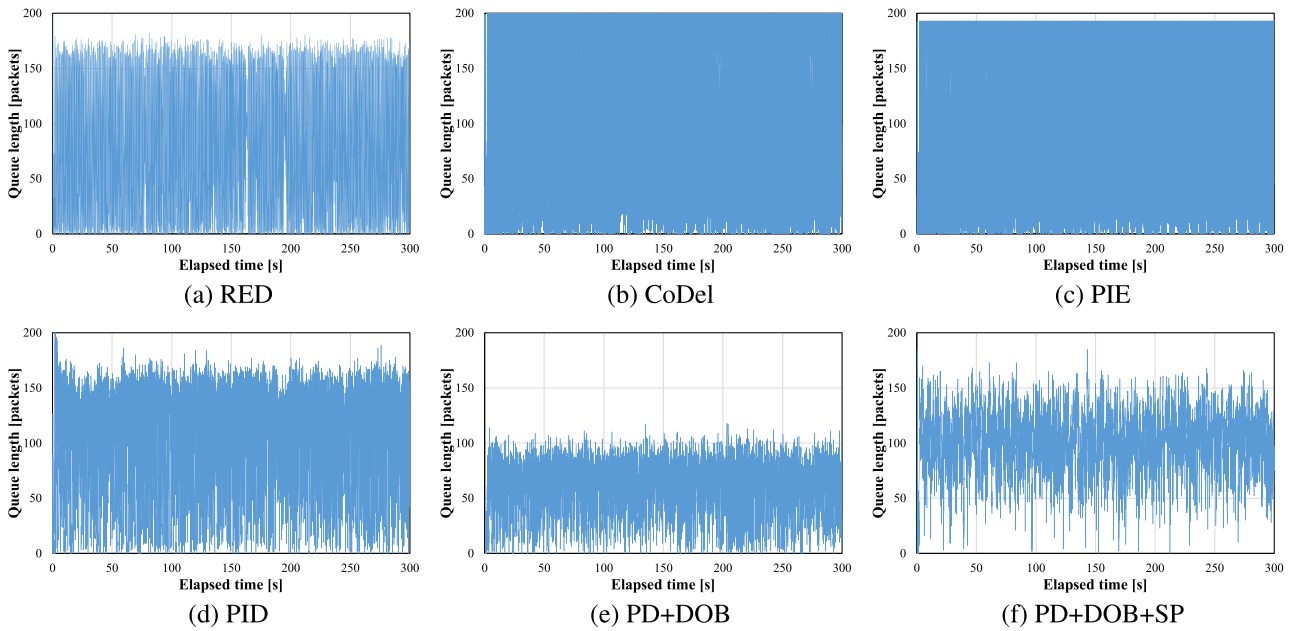 200
150
100
50
0
Queue length [packets]
0 50 100 150 200 250 300
Elapsed time [s]
(a) RED
200
150
100
50
0
Queue length [packets]
0 50 100 150 200 250 300
Elapsed time [s]
(b) CoDel
200
150
100
50
0
Queue length [packets]
0 50 100 150 200 250 300
Elapsed time [s]
(c) PIE
200
150
100
50
0
Queue length [packets]
0 50 100 150 200 250 300
Elapsed time [s]
(d) PID
200
150
100
50
0
Queue length [packets]
0 50 100 150 200 250 300
Elapsed time [s]
(e) PD+DOB
200
150
100
50
0
Queue length [packets]
0 50 100 150 200 250 300
Elapsed time [s]
(f) PD+DOB+SP